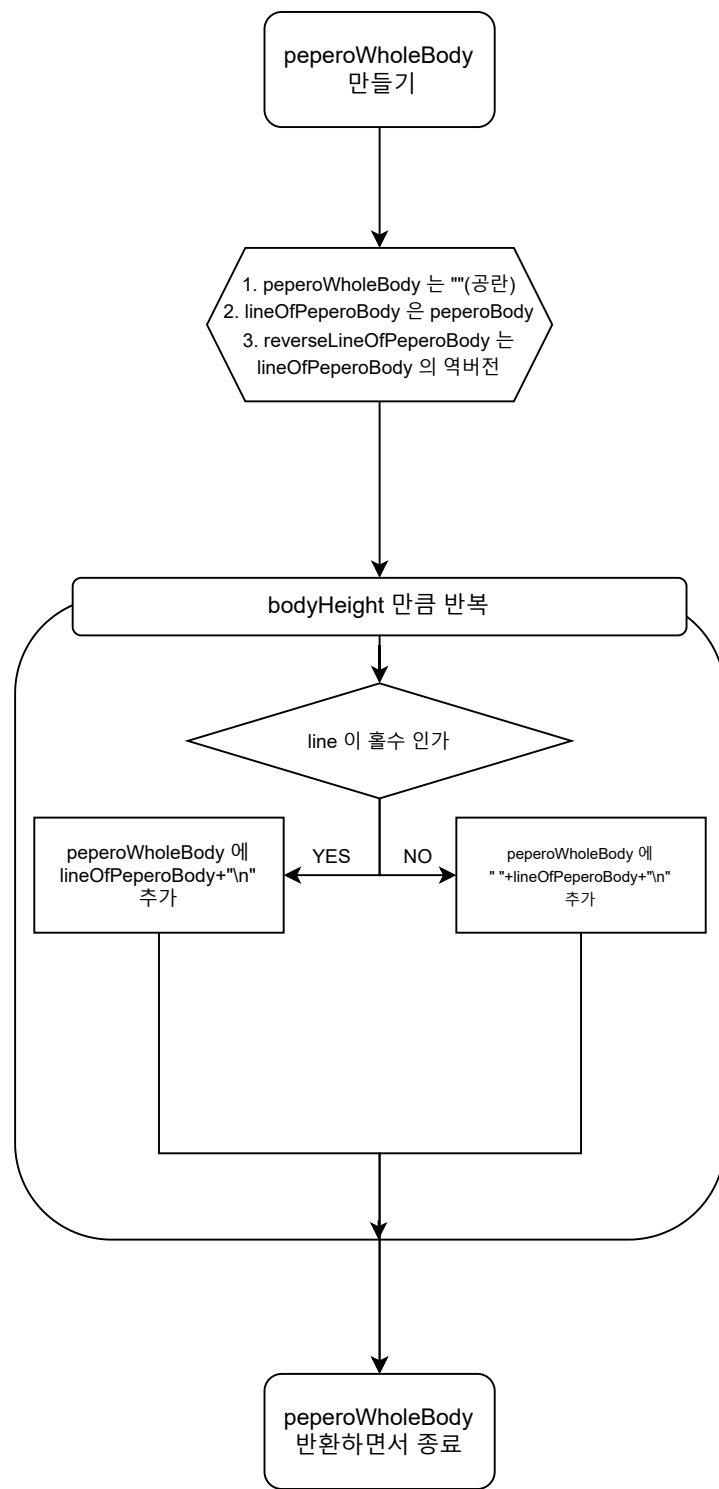 peperoWholeBody
만들기
1. peperoWholeBody 는 ""(공란)
2. lineOfPeperoBody 은 peperoBody
3. reverseLineOfPeperoBody 는
lineOfPeperoBody 의 역버전
bodyHeight 만큼 반복
line 이 홀수 인가
YES
NO
peperoWholeBody 에
lineOfPeperoBody+"\n"
추가
peperoWholeBody 에
" "+lineOfPeperoBody+"\n"
추가
peperoWholeBody
반환하면서 종료